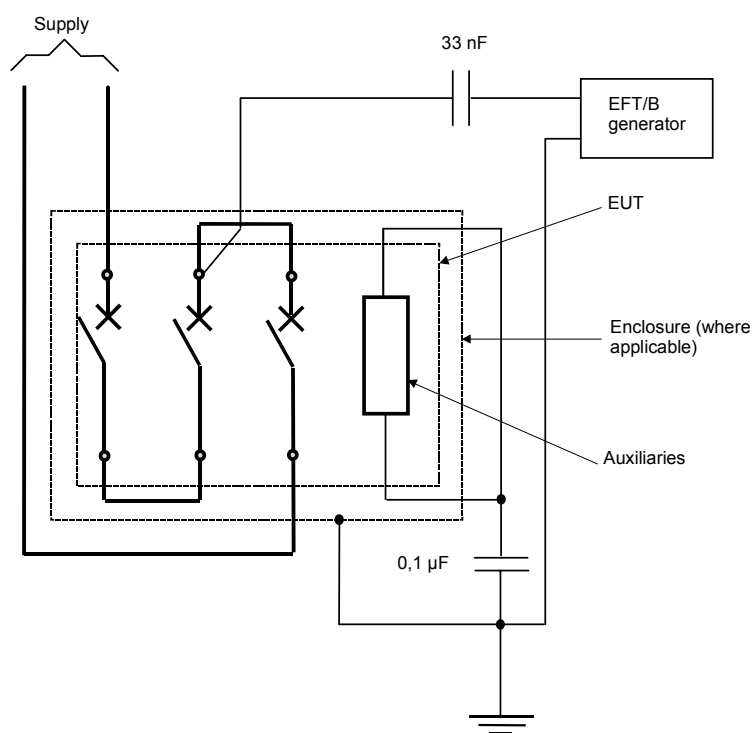 Supply
33 nF
EFT/B
generator
EUT
Enclosure (where
applicable)
Auxiliaries
0,1 µF